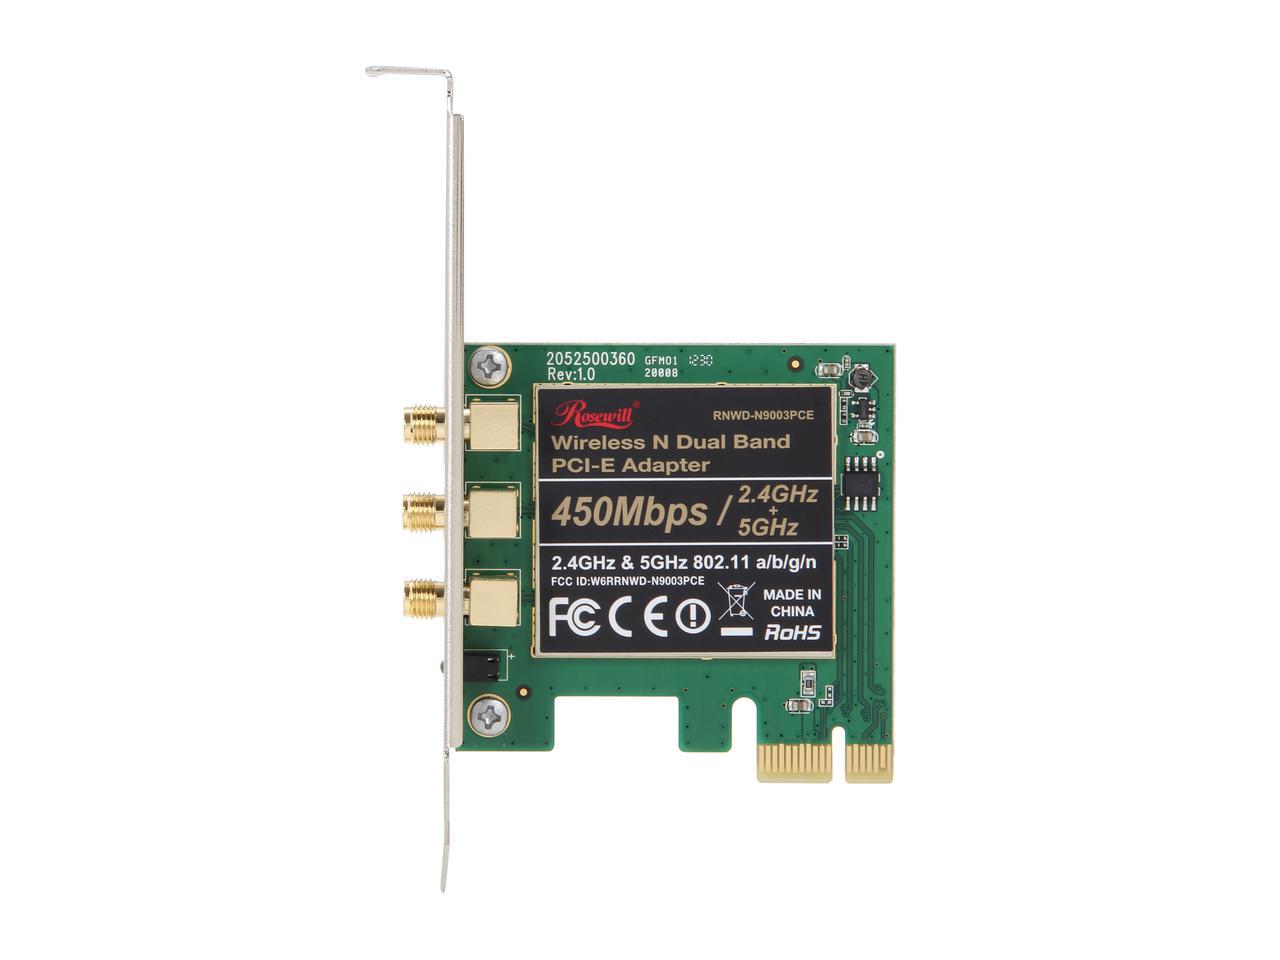 2052500360 GFM01 1230
Rev:1.0 20008
Rosewill® RNWD-N9003PCE
Wireless N Dual Band
PCI-E Adapter
450Mbps / 2.4GHz
+
5GHz
2.4GHz & 5GHz 802.11 a/b/g/n
FCC ID:W6RRNWD-N9003PCE
FC CE MADE IN
CHINA
RoHS
+